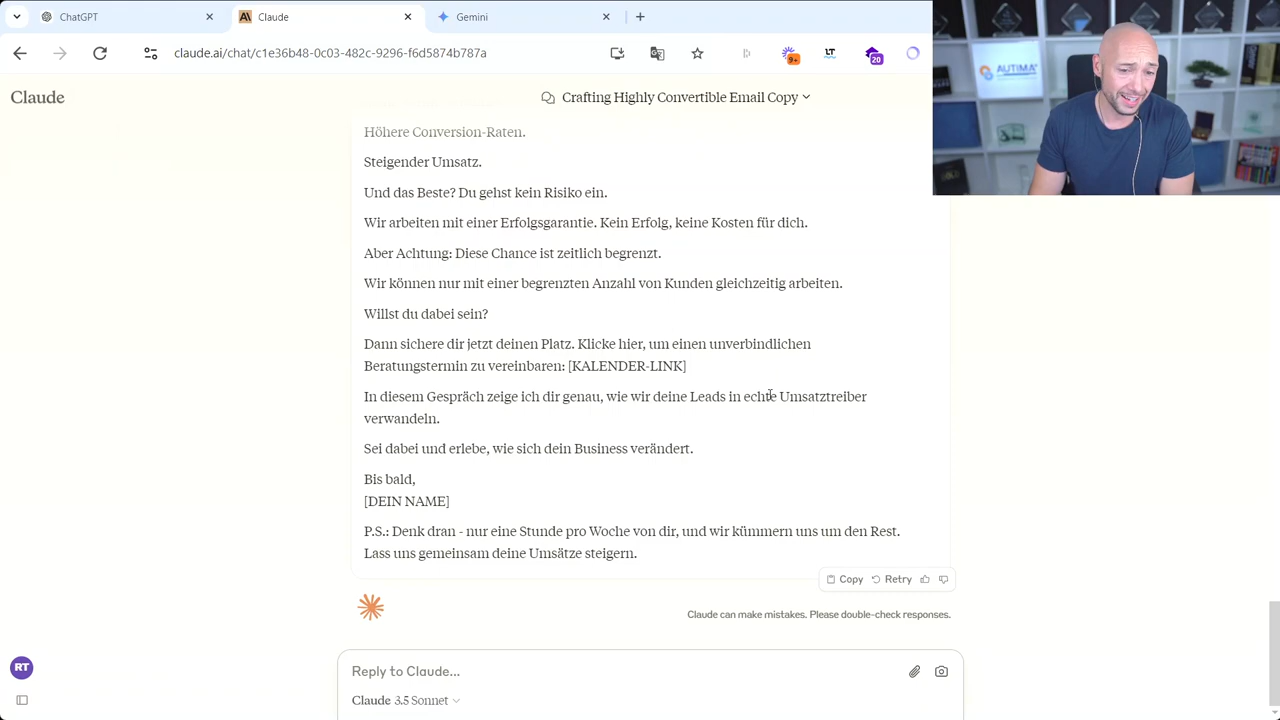 ChatGPT
Claude
Gemini
claude.ai/chat/c1e36b48-0c03-482c-9296-f6d5874b787a
9+
LT
20
AUTIMA
Claude
Crafting Highly Convertible Email Copy
Höhere Conversion-Raten.
Steigender Umsatz.
Und das Beste? Du gehst kein Risiko ein.
Wir arbeiten mit einer Erfolgsgarantie. Kein Erfolg, keine Kosten für dich.
Aber Achtung: Diese Chance ist zeitlich begrenzt.
Wir können nur mit einer begrenzten Anzahl von Kunden gleichzeitig arbeiten.
Willst du dabei sein?
Dann sichere dir jetzt deinen Platz. Klicke hier, um einen unverbindlichen
Beratungstermin zu vereinbaren: [KALENDER-LINK]
In diesem Gespräch zeige ich dir genau, wie wir deine Leads in echte Umsatztreiber
verwandeln.
Sei dabei und erlebe, wie sich dein Business verändert.
Bis bald,
[DEIN NAME]
P.S.: Denk dran - nur eine Stunde pro Woche von dir, und wir kümmern uns um den Rest.
Lass uns gemeinsam deine Umsätze steigern.
Copy Retry
Claude can make mistakes. Please double-check responses.
RT
Reply to Claude...
Claude 3.5 Sonnet